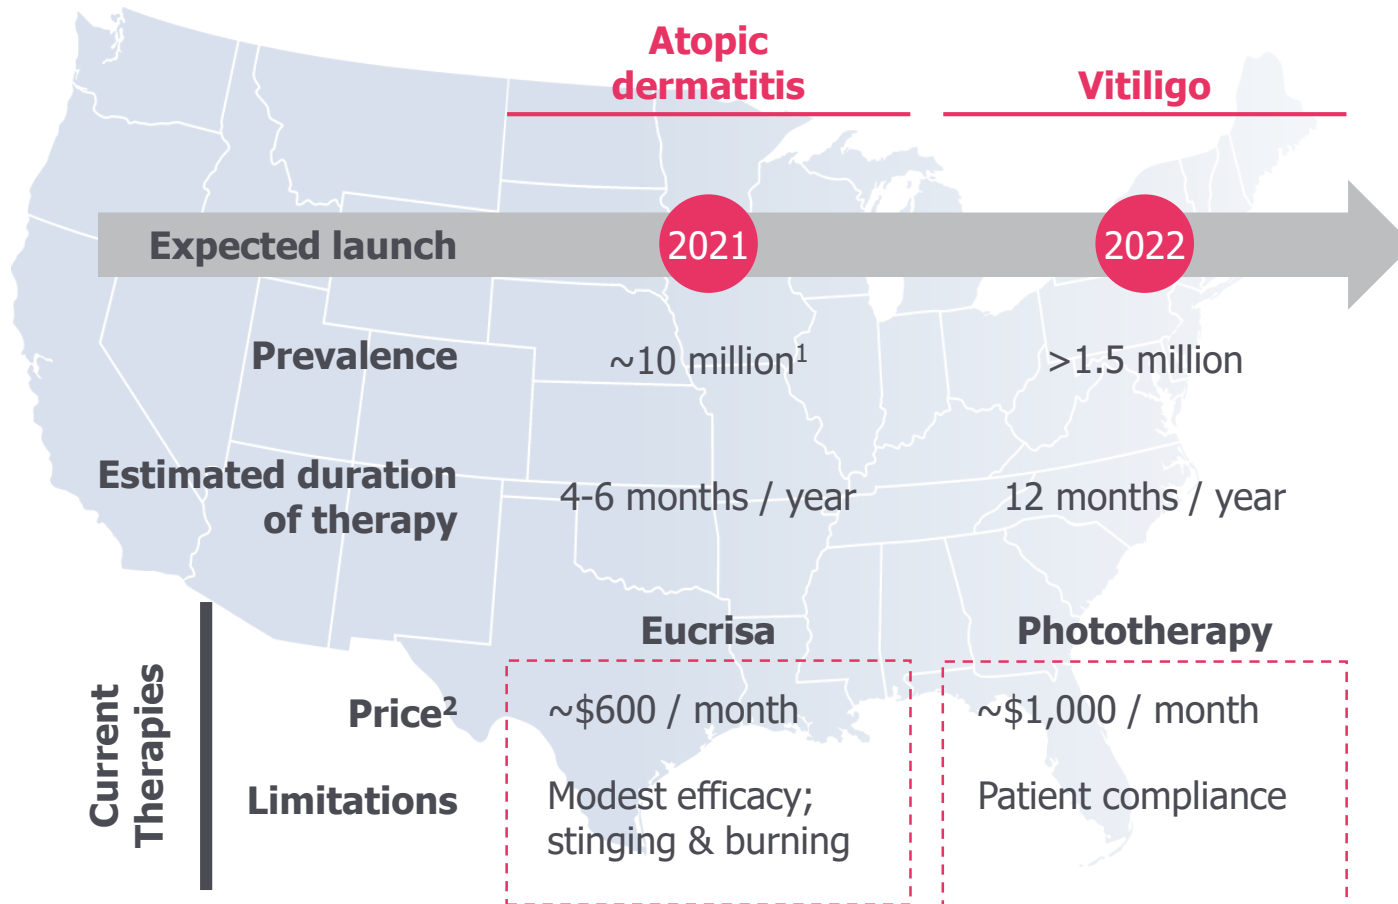 Atopic
dermatitis
Vitiligo
Expected launch
2021
2022
Prevalence
~10 million¹
>1.5 million
Estimated duration
of therapy
4-6 months / year
12 months / year
Current
Therapies
Eucrisa
Phototherapy
Price²
~$600 / month
~$1,000 / month
Limitations
Modest efficacy;
stinging & burning
Patient compliance